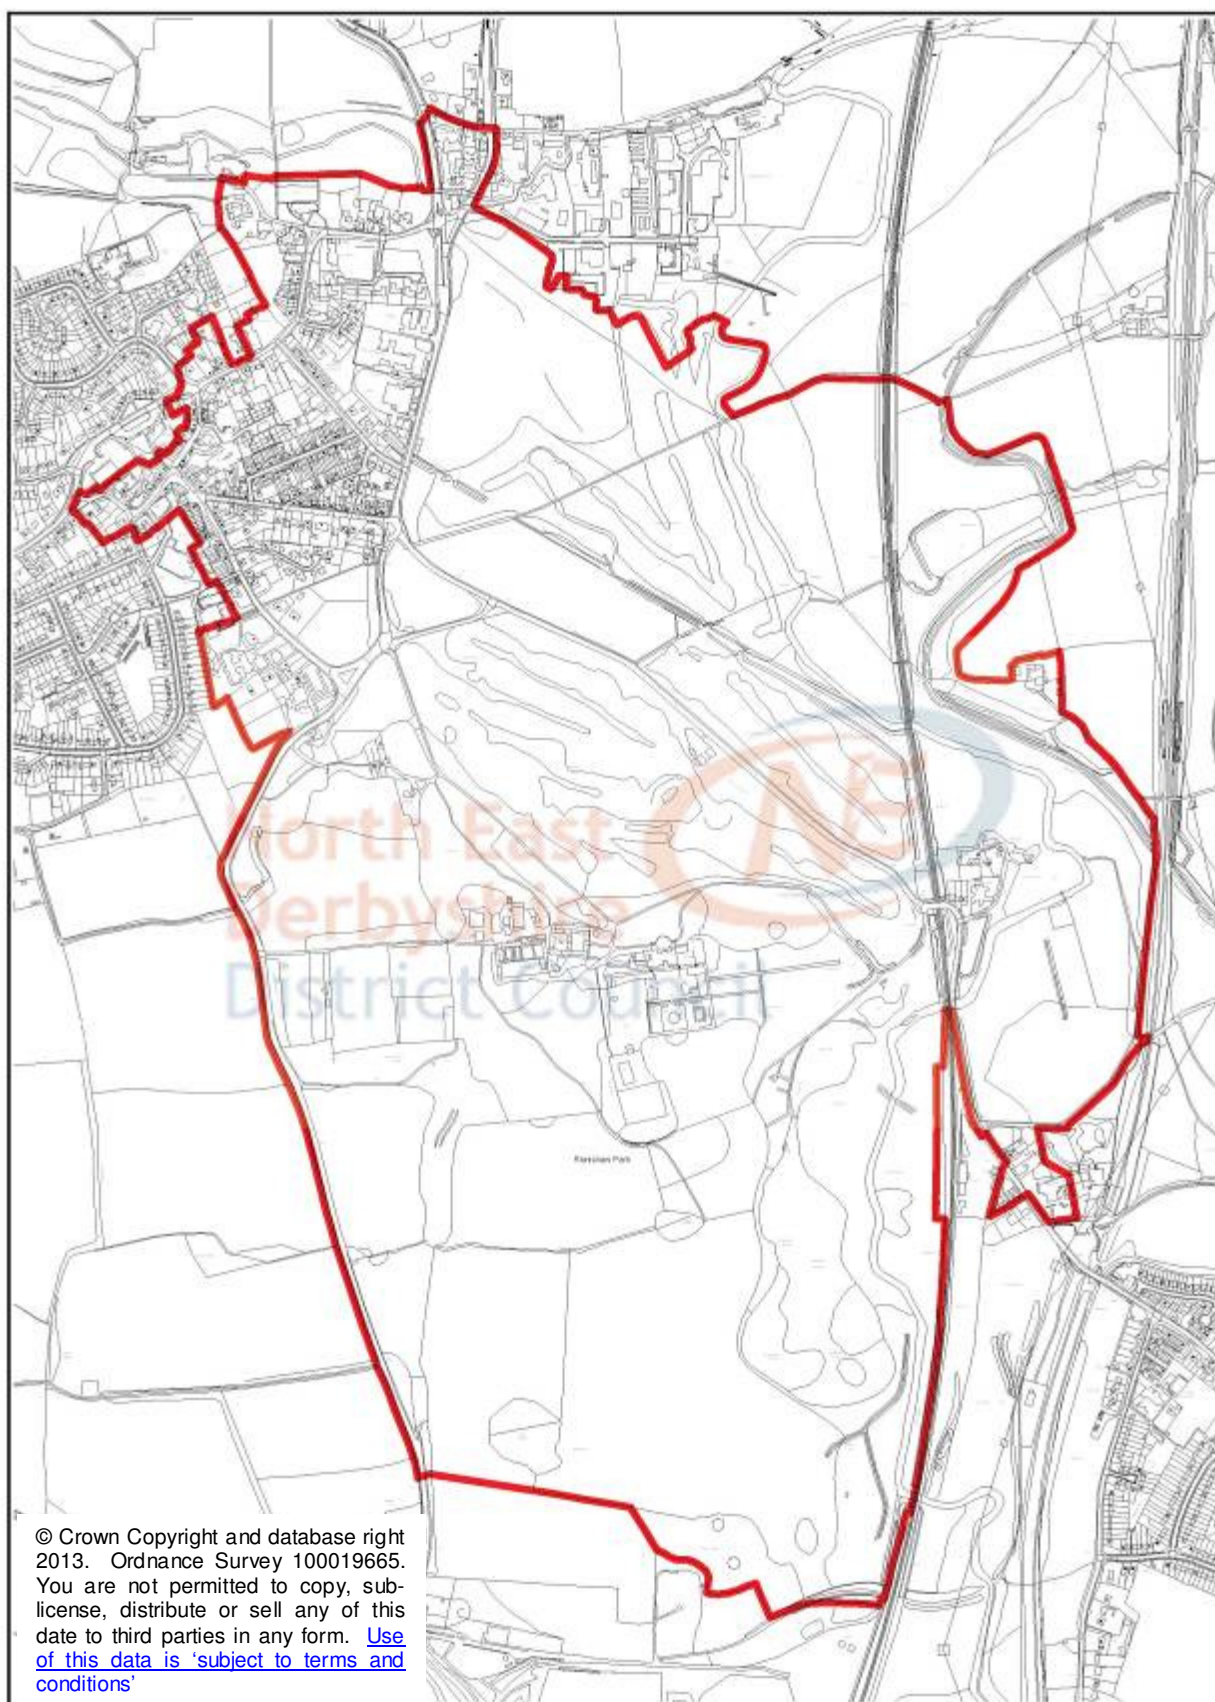 North East
Derbyshire
District Council
NE
© Crown Copyright and database right
2013. Ordnance Survey 100019665.
You are not permitted to copy, sub-
license, distribute or sell any of this
date to third parties in any form. Use
of this data is ‘subject to terms and
conditions’